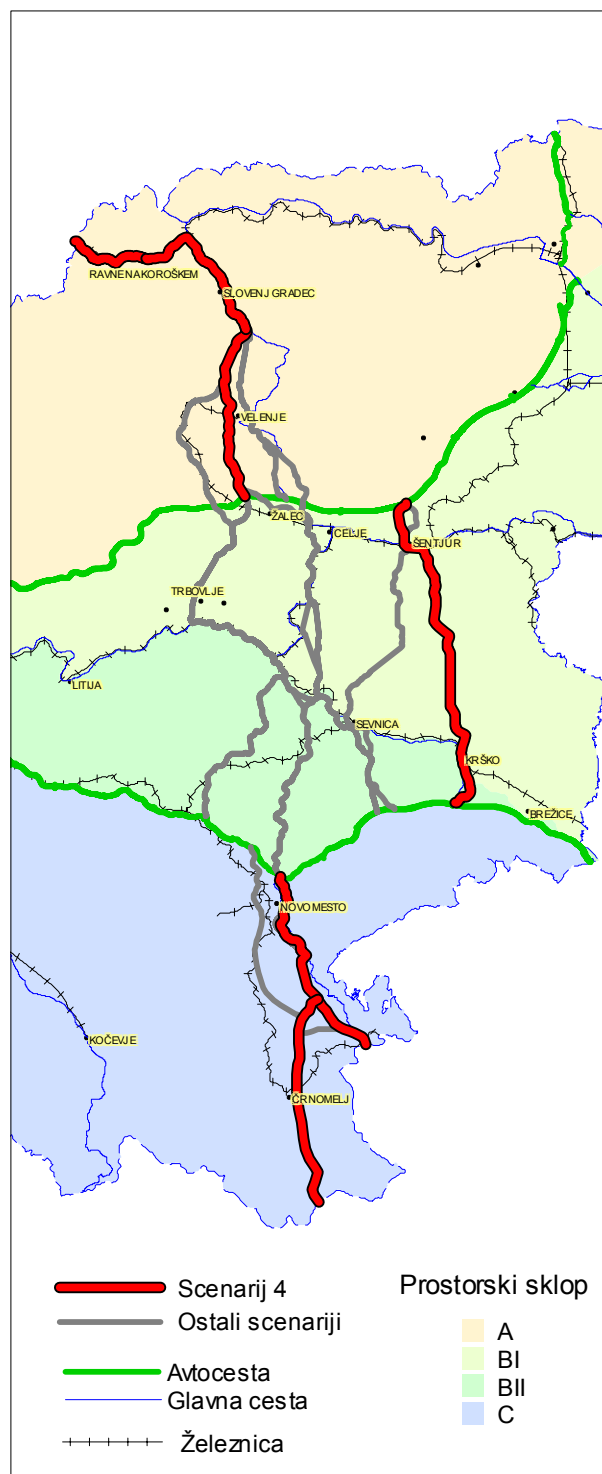 RAVNE NA KOROŠKEM
SLOVENJ GRADEC
VELENJE
ŽALEC
CELJE
ŠENTJUR
TRBOVLJE
LITIJA
SEVNICA
KRŠKO
BREŽICE
NOVO MESTO
KOČEVJE
ČRNOMELJ
Scenarij 4
Ostali scenariji
Avtocesta
Glavna cesta
Železnica
Prostorski sklop
A
BI
BII
C